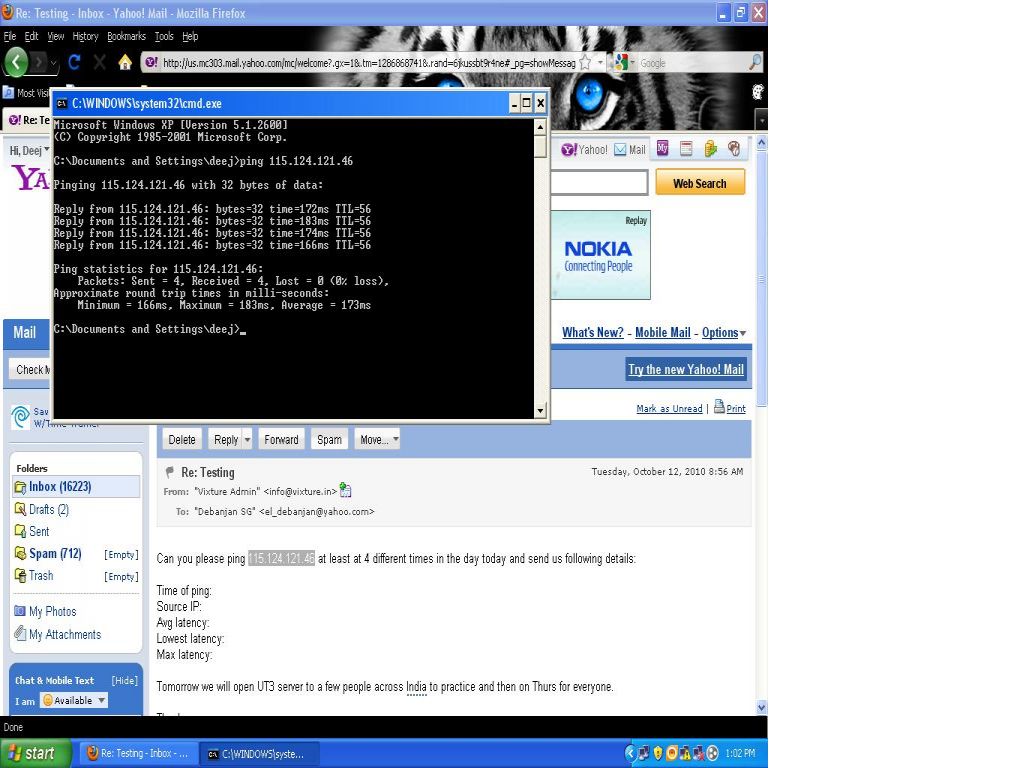 Re: Testing - Inbox - Yahoo! Mail - Mozilla Firefox
File Edit View History Bookmarks Tools Help
http://us.mc303.mail.yahoo.com/mc/welcome?.gx=1&.tm=1286868741&.rand=6jkussbt9r4ne#_pg=showMessag
Google
Most Vis
Re: Te
C:\WINDOWS\system32\cmd.exe
Microsoft Windows XP [Version 5.1.2600]
(C) Copyright 1985-2001 Microsoft Corp.
C:\Documents and Settings\deej>ping 115.124.121.46
Pinging 115.124.121.46 with 32 bytes of data:
Reply from 115.124.121.46: bytes=32 time=172ms TTL=56
Reply from 115.124.121.46: bytes=32 time=183ms TTL=56
Reply from 115.124.121.46: bytes=32 time=174ms TTL=56
Reply from 115.124.121.46: bytes=32 time=166ms TTL=56
Ping statistics for 115.124.121.46:
Packets: Sent = 4, Received = 4, Lost = 0 (0% loss),
Approximate round trip times in milli-seconds:
Minimum = 166ms, Maximum = 183ms, Average = 173ms
C:\Documents and Settings\deej>_
Hi, Deej
Yahoo! Mail
YA
Web Search
Replay
NOKIA
Connecting People
Mail
What's New? - Mobile Mail - Options
Check M
Try the new Yahoo! Mail
Sav
Mark as Unread | Print
Delete Reply Forward Spam Move...
Folders
Inbox (16223)
Drafts (2)
Sent
Spam (712) [Empty]
Trash [Empty]
My Photos
My Attachments
Chat & Mobile Text [Hide]
I am Available
Re: Testing
Tuesday, October 12, 2010 8:56 AM
From: "Vixture Admin" <info@vixture.in>
To: "Debanjan SG" <el_debanjan@yahoo.com>
Can you please ping 115.124.121.46 at least at 4 different times in the day today and send us following details:
Time of ping:
Source IP:
Avg latency:
Lowest latency:
Max latency:
Tomorrow we will open UT3 server to a few people across India to practice and then on Thurs for everyone.
Done
start
Re: Testing - Inbox - ...
C:\WINDOWS\syste...
1:02 PM